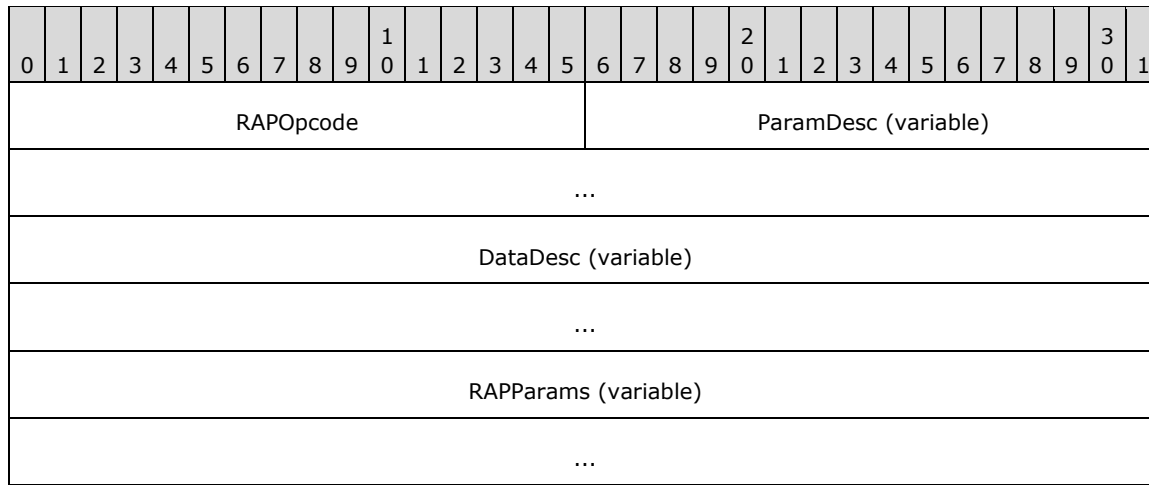 1 2 3
0 1 2 3 4 5 6 7 8 9 0 1 2 3 4 5 6 7 8 9 0 1 2 3 4 5 6 7 8 9 0 1
RAPOpcode ParamDesc (variable)
...
DataDesc (variable)
...
RAPParams (variable)
...